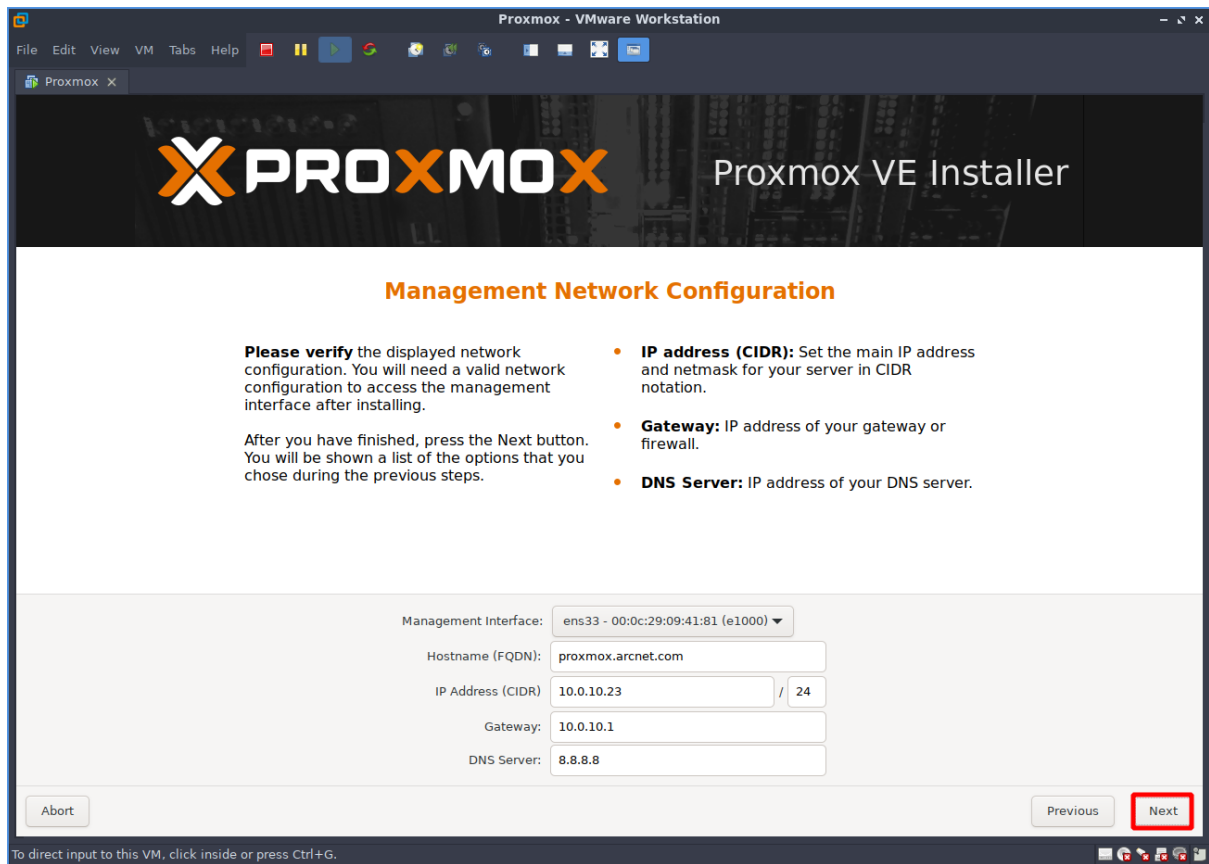 Proxmox - VMware Workstation
File Edit View VM Tabs Help
Proxmox
PROXMOX
Proxmox VE Installer
Management Network Configuration
Please verify the displayed network
configuration. You will need a valid network
configuration to access the management
interface after installing.
After you have finished, press the Next button.
You will be shown a list of the options that you
chose during the previous steps.
• IP address (CIDR): Set the main IP address
and netmask for your server in CIDR
notation.
• Gateway: IP address of your gateway or
firewall.
• DNS Server: IP address of your DNS server.
Management Interface: ens33 - 00:0c:29:09:41:81 (e1000)
Hostname (FQDN): proxmox.arcnet.com
IP Address (CIDR) 10.0.10.23 / 24
Gateway: 10.0.10.1
DNS Server: 8.8.8.8
Abort Previous Next
To direct input to this VM, click inside or press Ctrl+G.